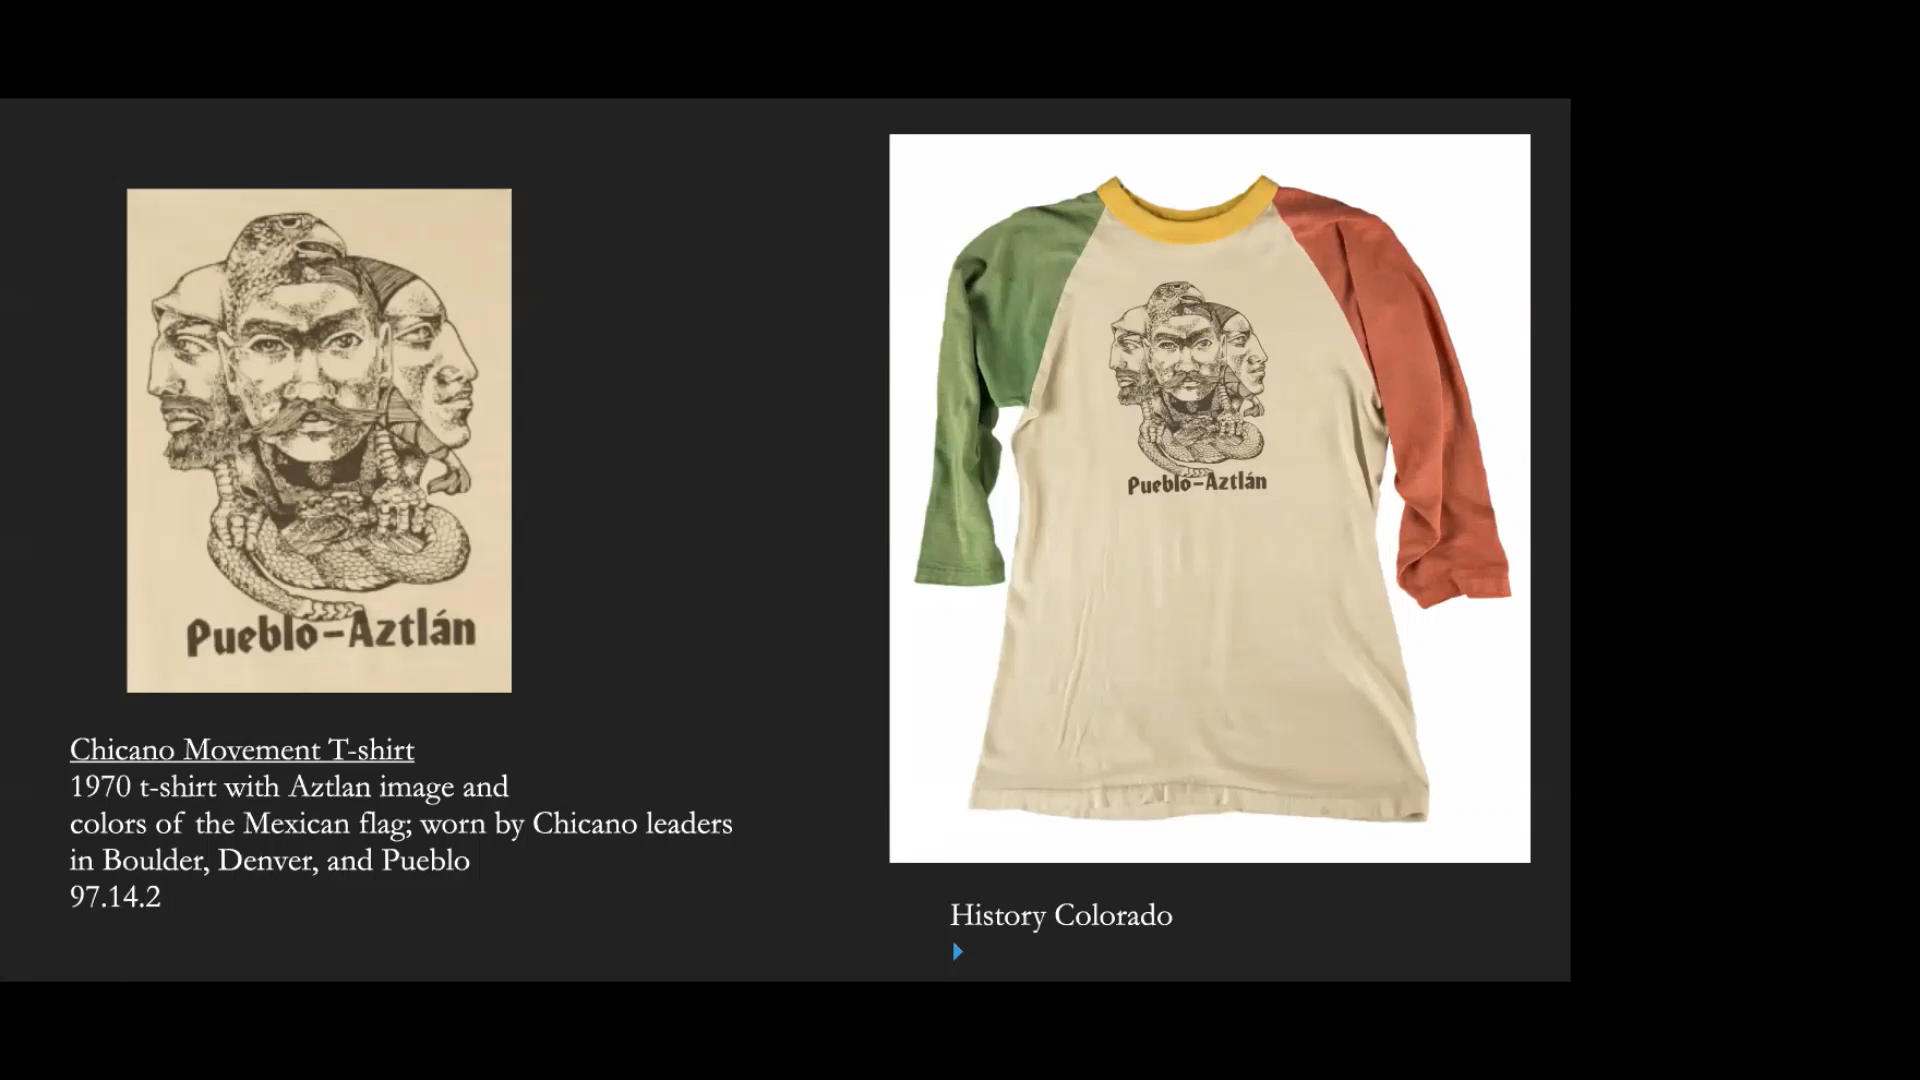 Pueblo-Aztlán
Chicano Movement T-shirt
1970 t-shirt with Aztlan image and
colors of the Mexican flag; worn by Chicano leaders
in Boulder, Denver, and Pueblo
97.14.2
Pueblo-Aztlán
History Colorado